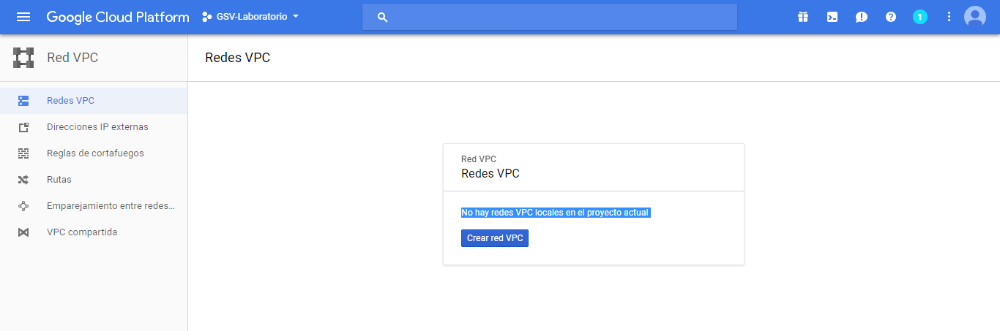 Google Cloud Platform
GSV-Laboratorio
1
Red VPC
Redes VPC
Redes VPC
Direcciones IP externas
Reglas de cortafuegos
Rutas
Emparejamiento entre redes...
VPC compartida
Red VPC
Redes VPC
No hay redes VPC locales en el proyecto actual
Crear red VPC